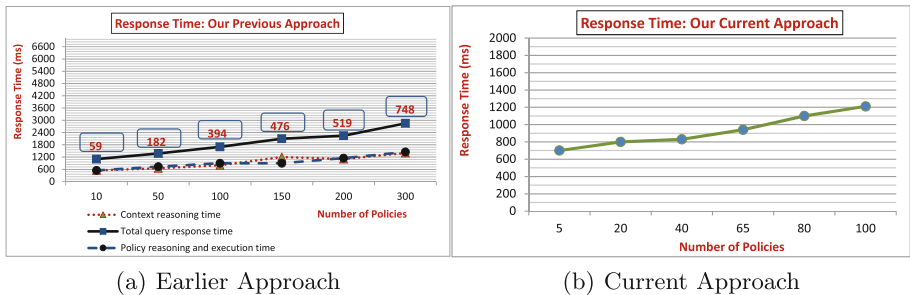 Response Time: Our Previous Approach
Response Time (ms)
6600
6000
5400
4800
4200
3600
3000
2400
1800
1200
600
0
59
182
394
476
519
748
10 50 100 150 200 300
Number of Policies
Context reasoning time
Total query response time
Policy reasoning and execution time
(a) Earlier Approach
Response Time: Our Current Approach
Response Time (ms)
2000
1800
1600
1400
1200
1000
800
600
400
200
0
5 20 40 65 80 100
Number of Policies
(b) Current Approach